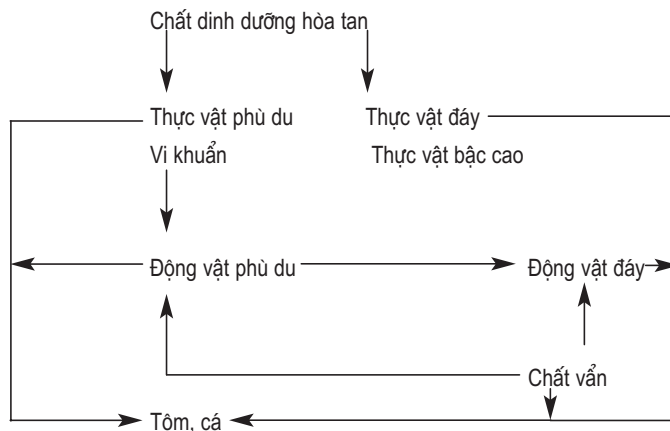 Chất dinh dưỡng hòa tan
Thực vật phù du
Thực vật đáy
Vi khuẩn
Thực vật bậc cao
Động vật phù du
Động vật đáy
Chất vẩn
Tôm, cá